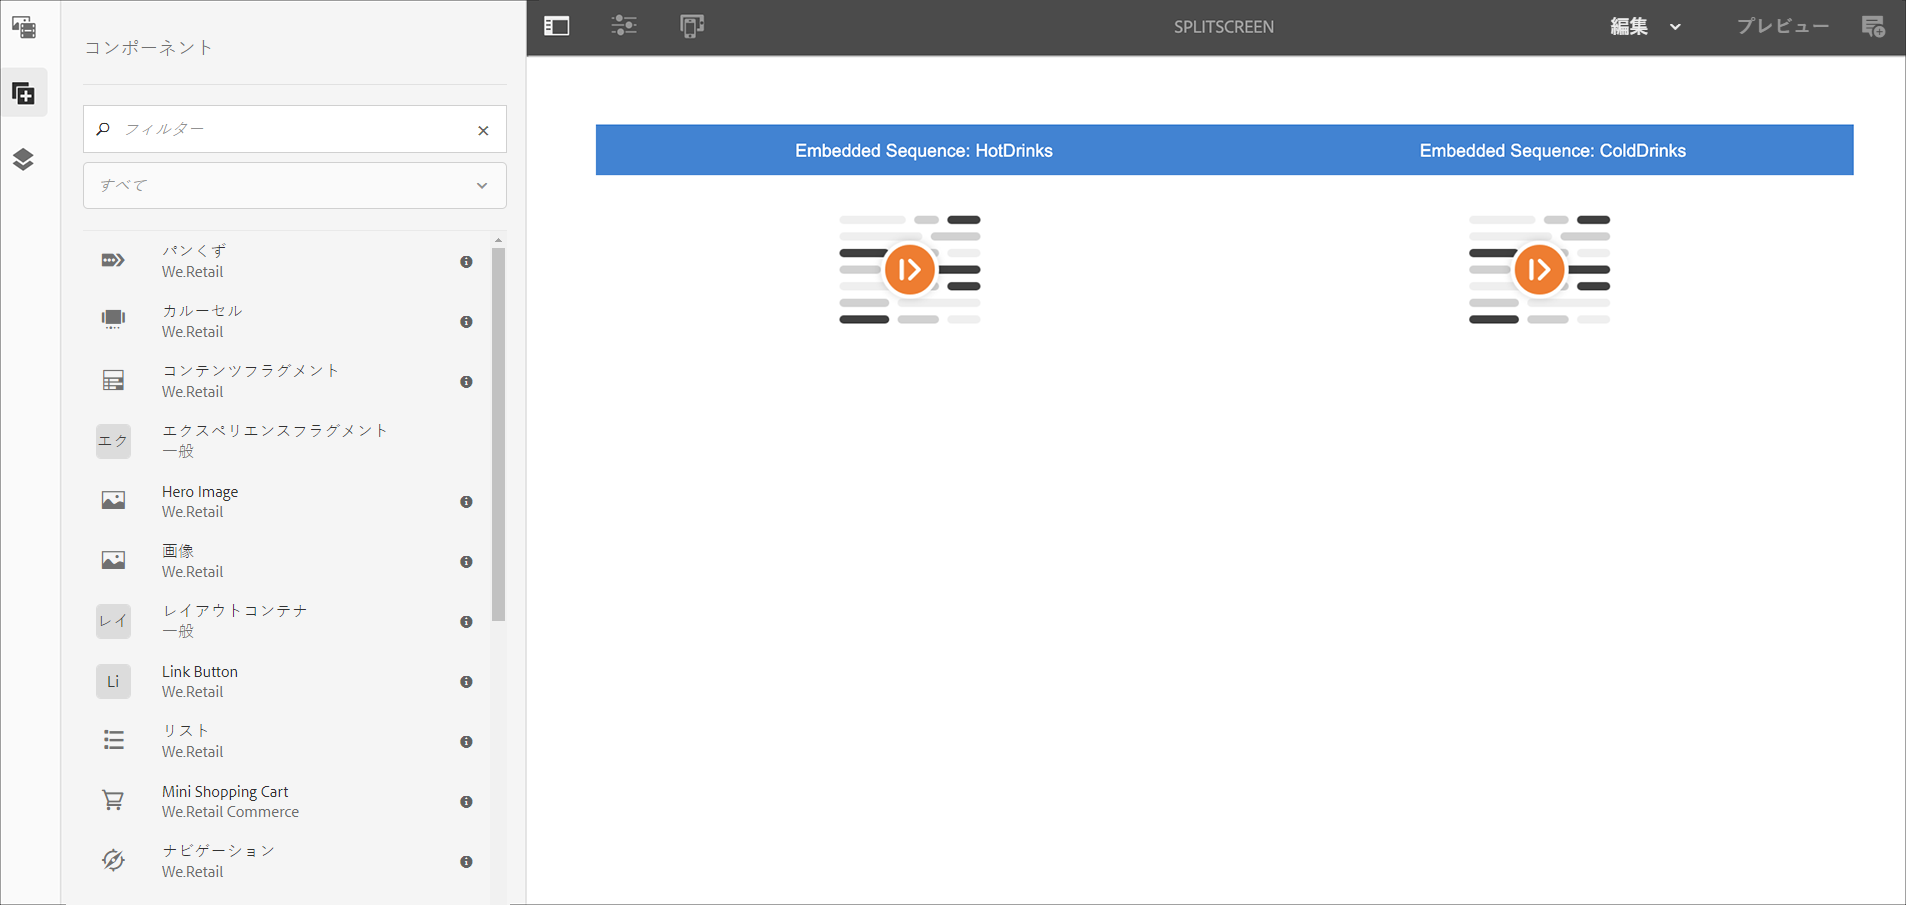 コンポーネント
フィルター
すべて
パンくず
We.Retail
カルーセル
We.Retail
コンテンツフラグメント
We.Retail
エク
エクスペリエンスフラグメント
一般
Hero Image
We.Retail
画像
We.Retail
レイ
レイアウトコンテナ
一般
Li
Link Button
We.Retail
リスト
We.Retail
Mini Shopping Cart
We.Retail Commerce
ナビゲーション
We.Retail
SPLITSCREEN
編集
プレビュー
Embedded Sequence: HotDrinks
Embedded Sequence: ColdDrinks